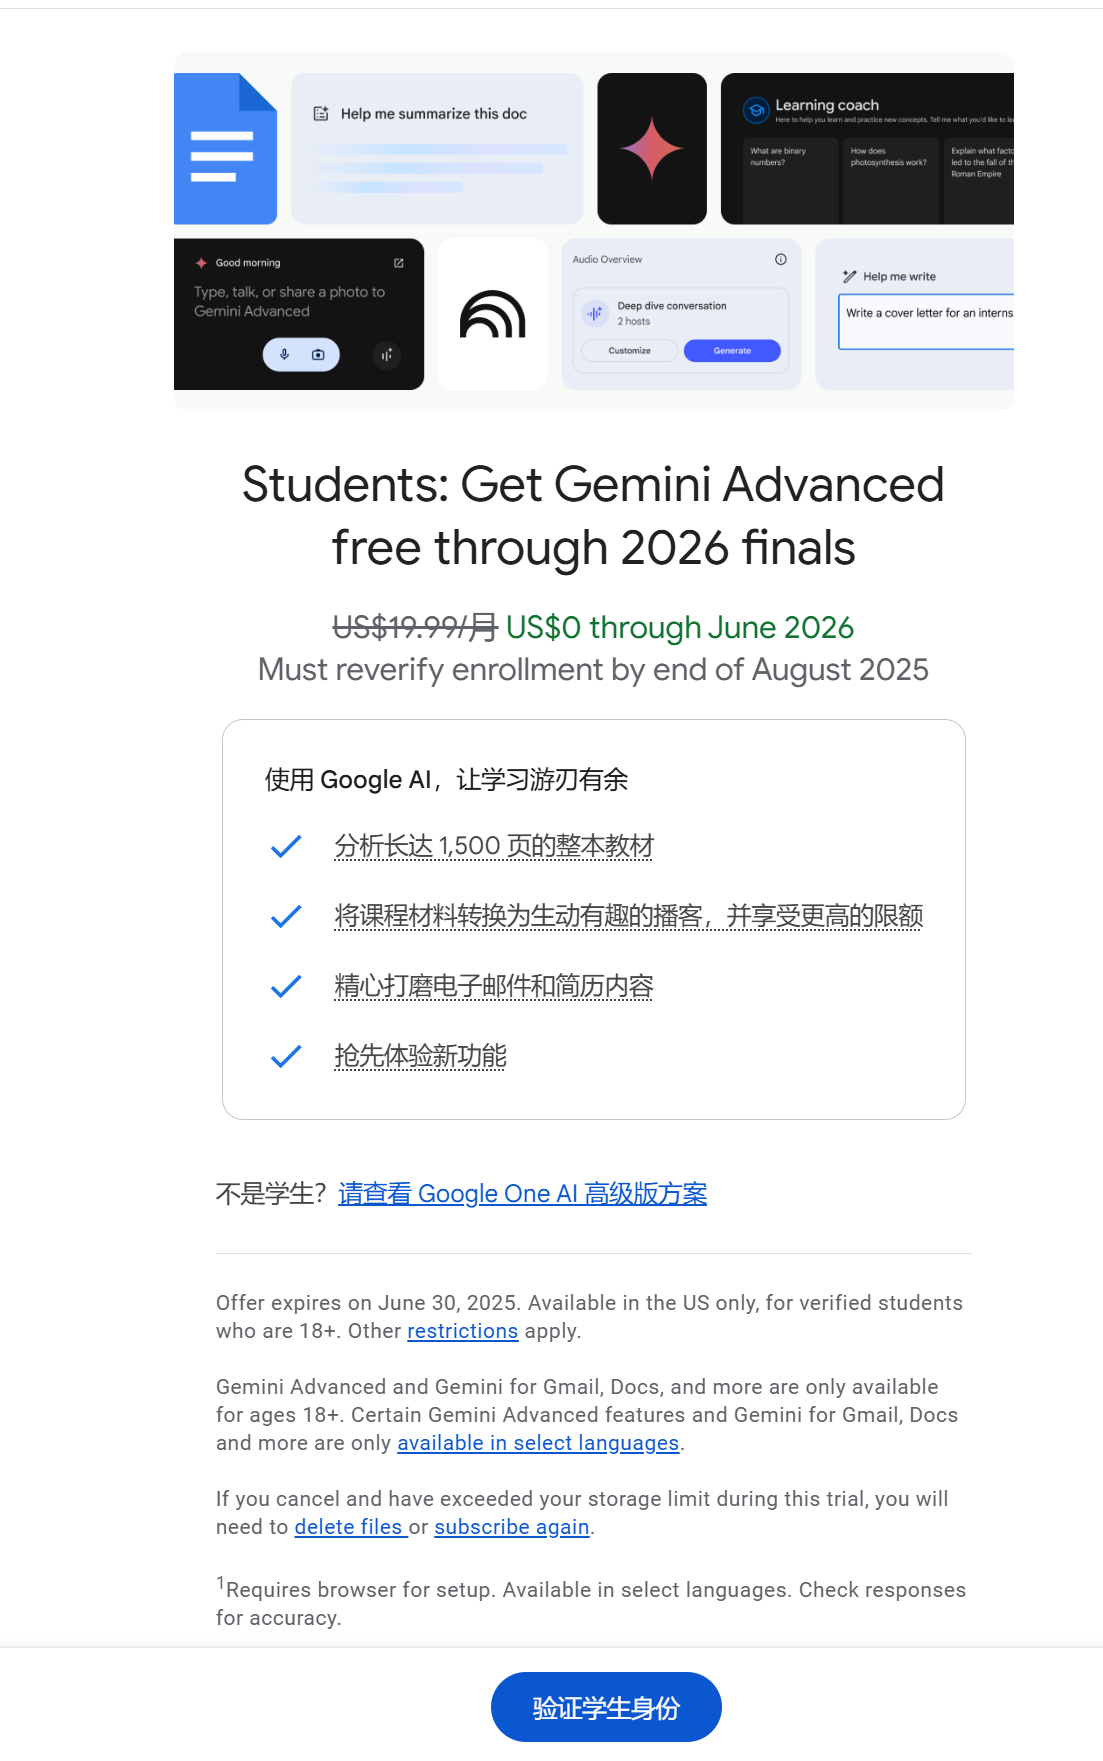 Help me summarize this doc
Learning coach
Here to help you learn and practice new concepts. Tell me what you'd like to
What are binary numbers?
How does photosynthesis work?
Explain what
led to the fall of
Roman Empire
Good morning
Type, talk, or share a photo to
Gemini Advanced
Audio Overview
Deep dive conversation
2 hosts
Customize
Generate
Help me write
Write a cover letter for an interns
Students: Get Gemini Advanced
free through 2026 finals
US$19.99/月 US$0 through June 2026
Must reverify enrollment by end of August 2025
使用 Google AI，让学习游刃有余
分析长达 1,500 页的整本教材
将课程材料转换为生动有趣的播客，并享受更高的限额
精心打磨电子邮件和简历内容
抢先体验新功能
不是学生？请查看 Google One AI 高级版方案
Offer expires on June 30, 2025. Available in the US only, for verified students
who are 18+. Other restrictions apply.
Gemini Advanced and Gemini for Gmail, Docs, and more are only available
for ages 18+. Certain Gemini Advanced features and Gemini for Gmail, Docs
and more are only available in select languages.
If you cancel and have exceeded your storage limit during this trial, you will
need to delete files or subscribe again.
1Requires browser for setup. Available in select languages. Check responses
for accuracy.
验证学生身份